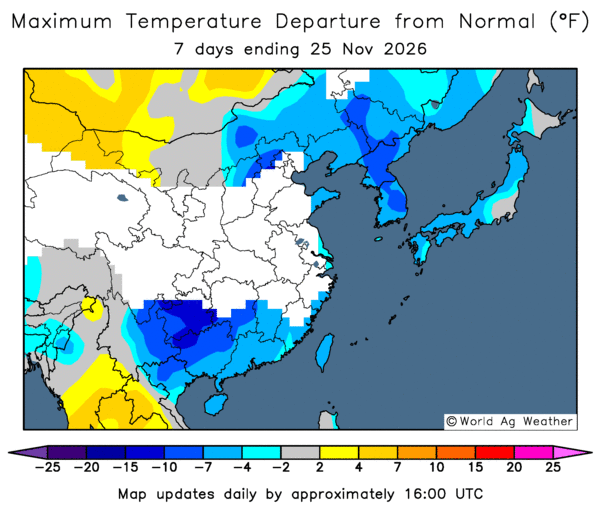 Maximum Temperature Departure from Normal (°F)
7 days ending 25 Nov 2026
© World Ag Weather
−25 −20 −15 −10 −7 −4 −2 2 4 7 10 15 20 25
Map updates daily by approximately 16:00 UTC